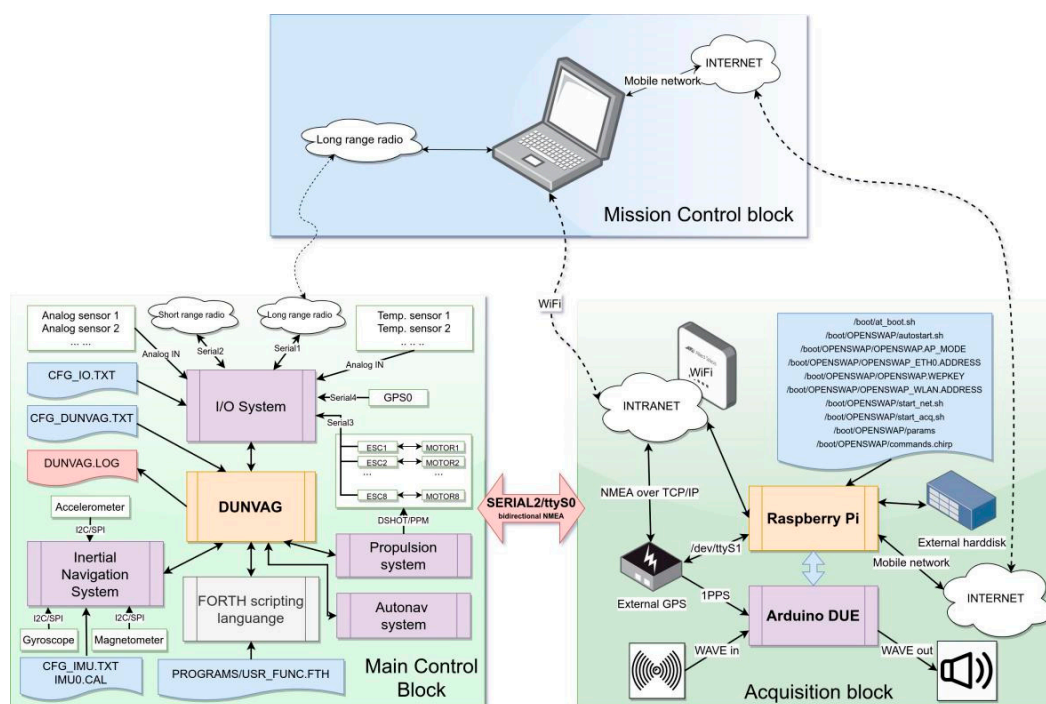 INTERNET
Mobile network
Long range radio
Mission Control block
WiFi
Analog sensor 1
Analog sensor 2
... ...
Short range radio
Long range radio
Temp. sensor 1
Temp. sensor 2
.. .. ..
Analog IN
Serial2
Serial1
Analog IN
CFG_IO.TXT
I/O System
Serial4
GPS0
CFG_DUNVAG.TXT
Serial3
ESC1
MOTOR1
ESC2
MOTOR2
...
...
ESC8
MOTOR8
DUNVAG.LOG
DUNVAG
DSHOT/PPM
Accelerometer
I2C/SPI
Inertial
Navigation
System
Propulsion
system
I2C/SPI
I2C/SPI
Gyroscope
Magnetometer
FORTH scripting
languange
Autonav
system
CFG_IMU.TXT
IMU0.CAL
PROGRAMS/USR_FUNC.FTH
Main Control
Block
SERIAL2/ttyS0
bidirectional NMEA
WiFi
INTRANET
/boot/at_boot.sh
/boot/OPENSWAP/autostart.sh
/boot/OPENSWAP/OPENSWAP.AP_MODE
/boot/OPENSWAP/OPENSWAP_ETH0.ADDRESS
/boot/OPENSWAP/OPENSWAP.WEPKEY
/boot/OPENSWAP/OPENSWAP_WLAN.ADDRESS
/boot/OPENSWAP/start_net.sh
/boot/OPENSWAP/start_acq.sh
/boot/OPENSWAP/params
/boot/OPENSWAP/commands.chirp
NMEA over TCP/IP
Raspberry Pi
External harddisk
/dev/ttyS1
Mobile network
External GPS
1PPS
Arduino DUE
INTERNET
WAVE in
WAVE out
Acquisition block